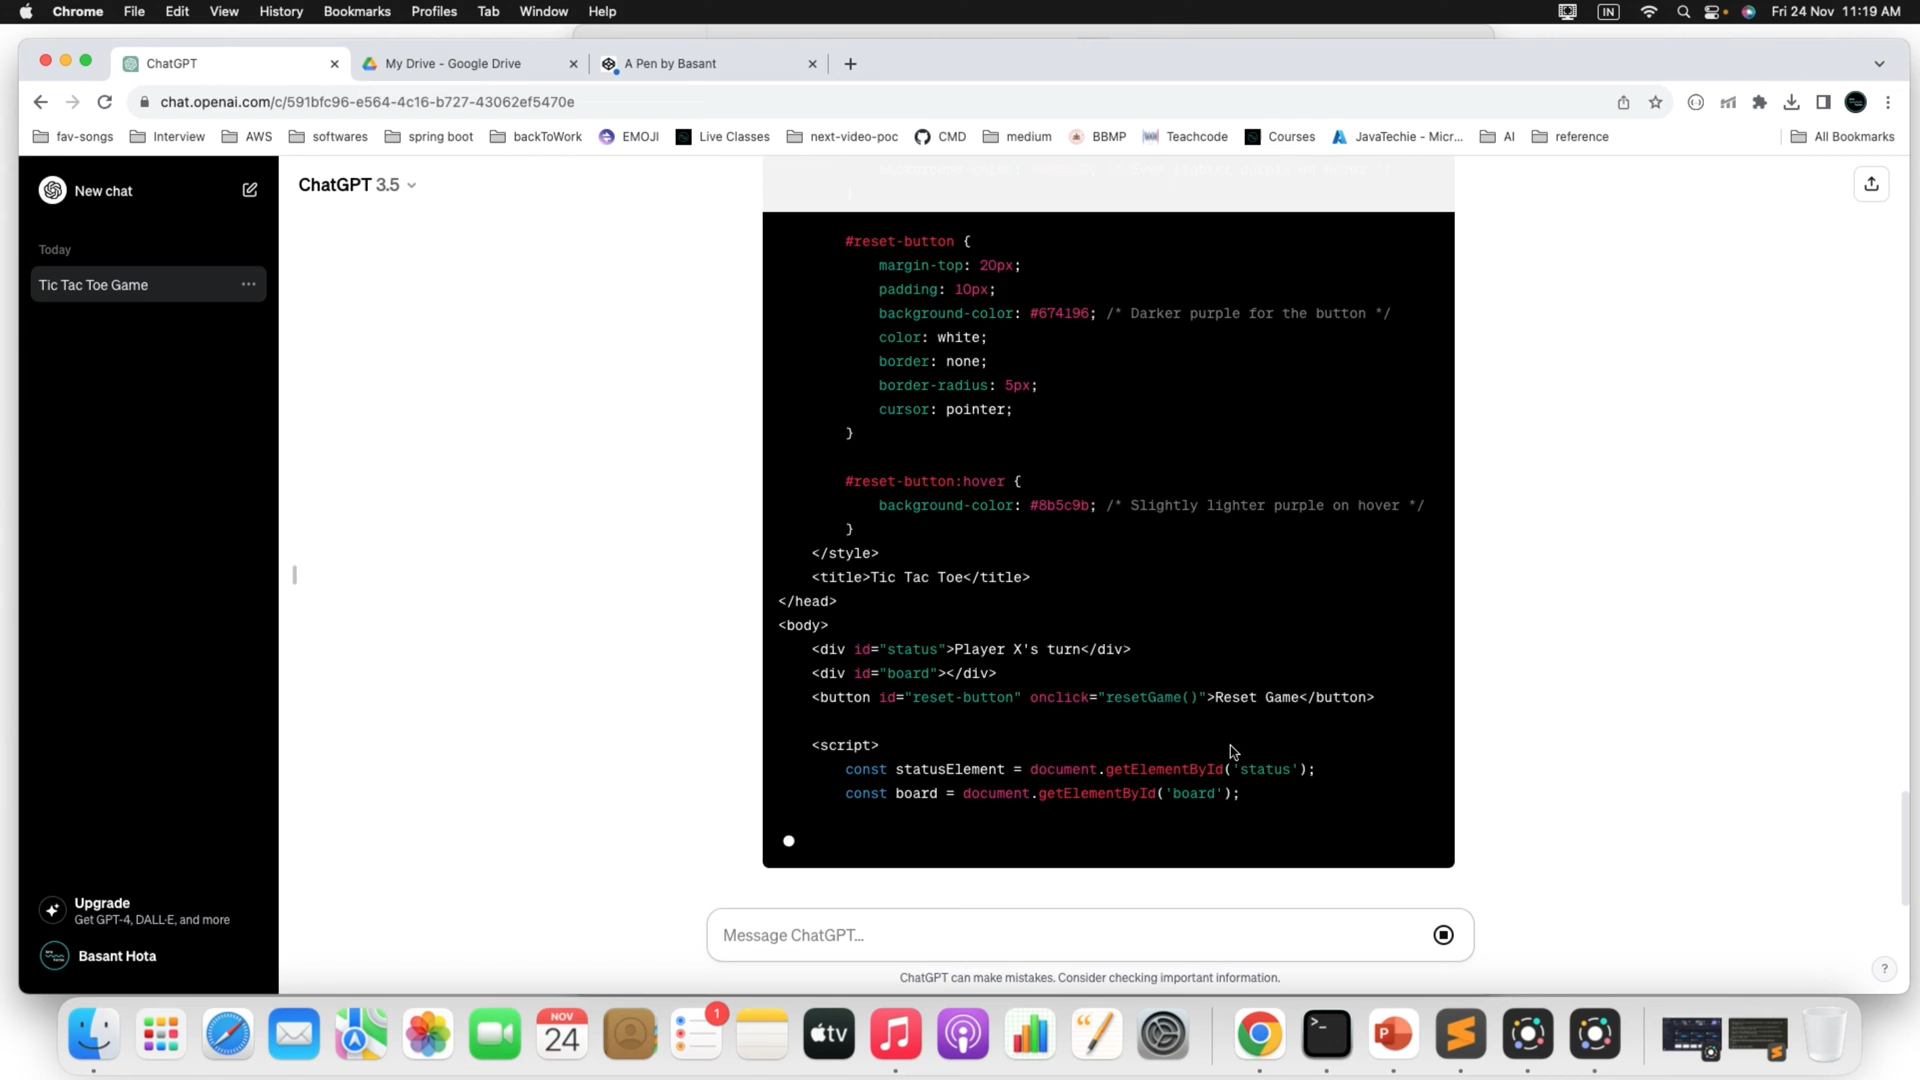 Chrome File Edit View History Bookmarks Profiles Tab Window Help IN Fri 24 Nov 11:19 AM
ChatGPT My Drive - Google Drive A Pen by Basant
chat.openai.com/c/591bfc96-e564-4c16-b727-43062ef5470e
fav-songs Interview AWS softwares spring boot backToWork EMOJI Live Classes next-video-poc CMD medium BBMP Teachcode Courses JavaTechie - Micr... AI reference All Bookmarks
New chat
ChatGPT 3.5
Today
Tic Tac Toe Game
/* Even lighter purple on hover */
}
#reset-button {
margin-top: 20px;
padding: 10px;
background-color: #674196; /* Darker purple for the button */
color: white;
border: none;
border-radius: 5px;
cursor: pointer;
}
#reset-button:hover {
background-color: #8b5c9b; /* Slightly lighter purple on hover */
}
</style>
<title>Tic Tac Toe</title>
</head>
<body>
<div id="status">Player X's turn</div>
<div id="board"></div>
<button id="reset-button" onclick="resetGame()">Reset Game</button>
<script>
const statusElement = document.getElementById('status');
const board = document.getElementById('board');
Upgrade
Get GPT-4, DALL·E, and more
Basant Hota
Message ChatGPT...
ChatGPT can make mistakes. Consider checking important information.
?
1
NOV
24
tv